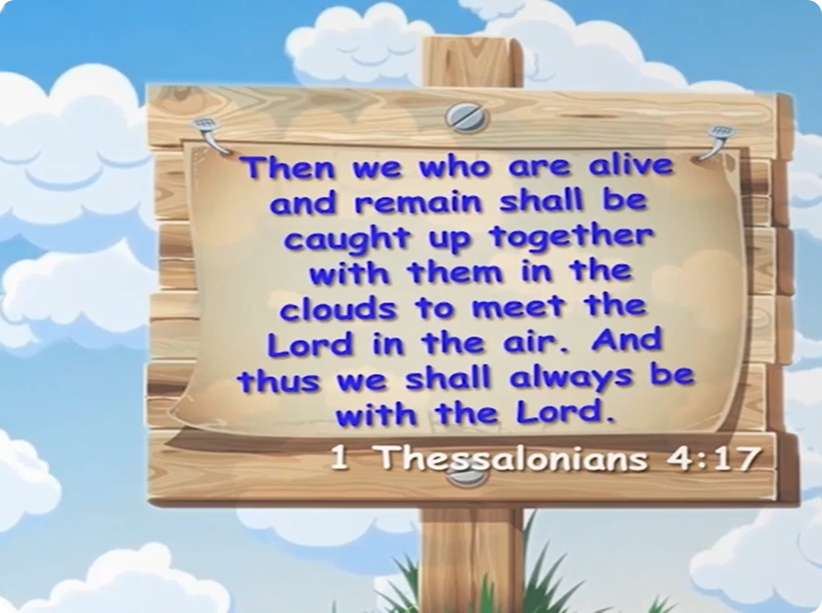 Then we who are alive
and remain shall be
caught up together
with them in the
clouds to meet the
Lord in the air. And
thus we shall always be
with the Lord.
1 Thessalonians 4:17